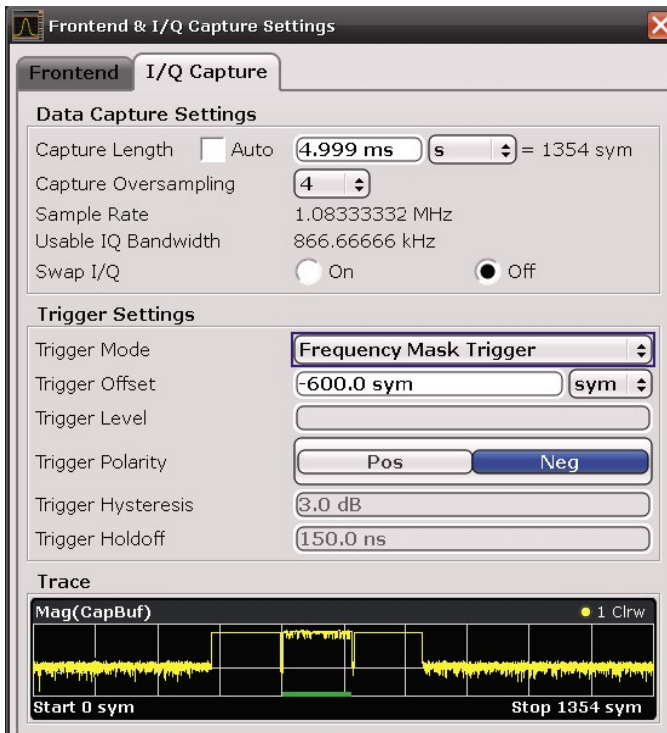 Frontend & I/Q Capture Settings
Frontend I/Q Capture
Data Capture Settings
Capture Length Auto 4.999 ms s = 1354 sym
Capture Oversampling 4
Sample Rate 1.08333332 MHz
Usable IQ Bandwidth 866.66666 kHz
Swap I/Q On Off
Trigger Settings
Trigger Mode Frequency Mask Trigger
Trigger Offset -600.0 sym sym
Trigger Level
Trigger Polarity Pos Neg
Trigger Hysteresis 3.0 dB
Trigger Holdoff 150.0 ns
Trace
Mag(CapBuf) 1 Clrw
Start 0 sym Stop 1354 sym